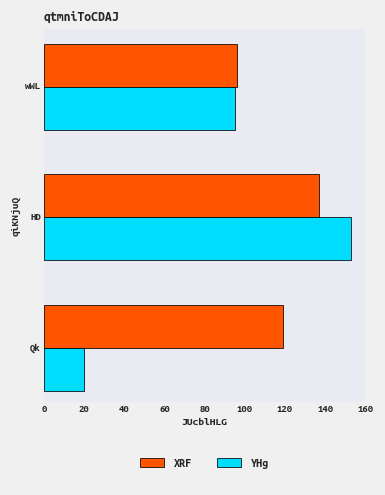 qtmniToCDAJ
qiKNjuQ
wWL
HD
Qk
0 20 40 60 80 100 120 140 160
JUcblHLG
XRF YHg